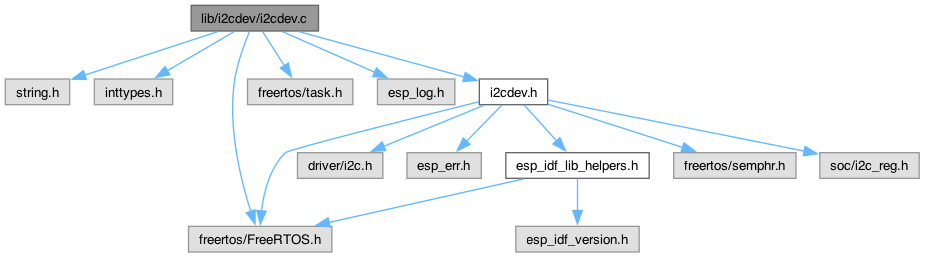 lib/i2cdev/i2cdev.c
string.h
inttypes.h
freertos/task.h
esp_log.h
i2cdev.h
driver/i2c.h
esp_err.h
esp_idf_lib_helpers.h
freertos/semphr.h
soc/i2c_reg.h
freertos/FreeRTOS.h
esp_idf_version.h